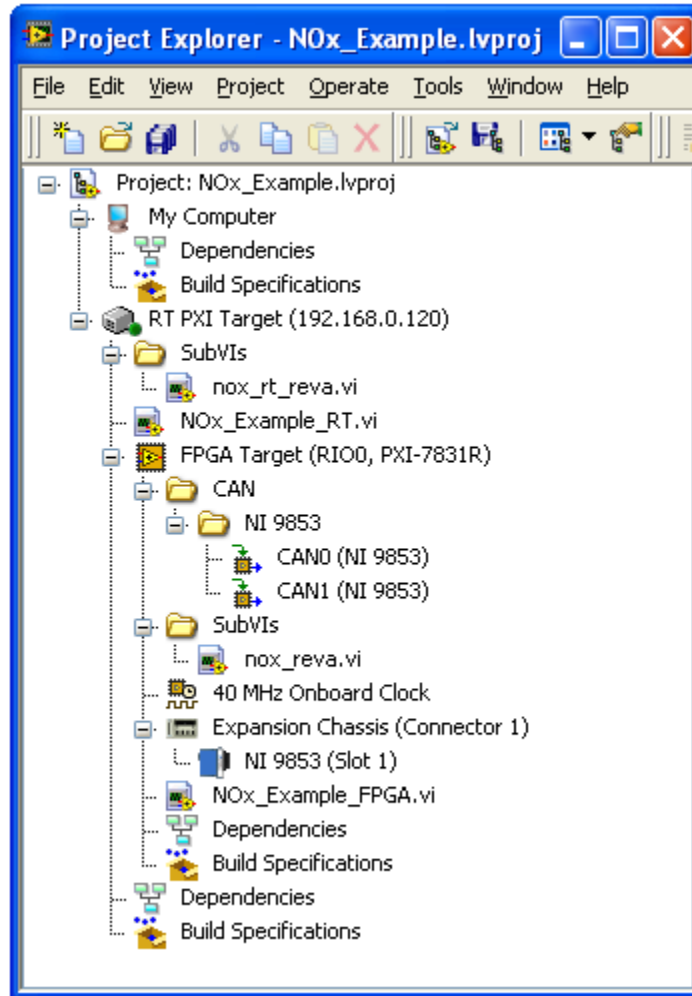 Project Explorer - NOx_Example.lvproj
File Edit View Project Operate Tools Window Help
Project: NOx_Example.lvproj
My Computer
Dependencies
Build Specifications
RT PXI Target (192.168.0.120)
SubVIs
nox_rt_reva.vi
NOx_Example_RT.vi
FPGA Target (RIO0, PXI-7831R)
CAN
NI 9853
CAN0 (NI 9853)
CAN1 (NI 9853)
SubVIs
nox_reva.vi
40 MHz Onboard Clock
Expansion Chassis (Connector 1)
NI 9853 (Slot 1)
NOx_Example_FPGA.vi
Dependencies
Build Specifications
Dependencies
Build Specifications